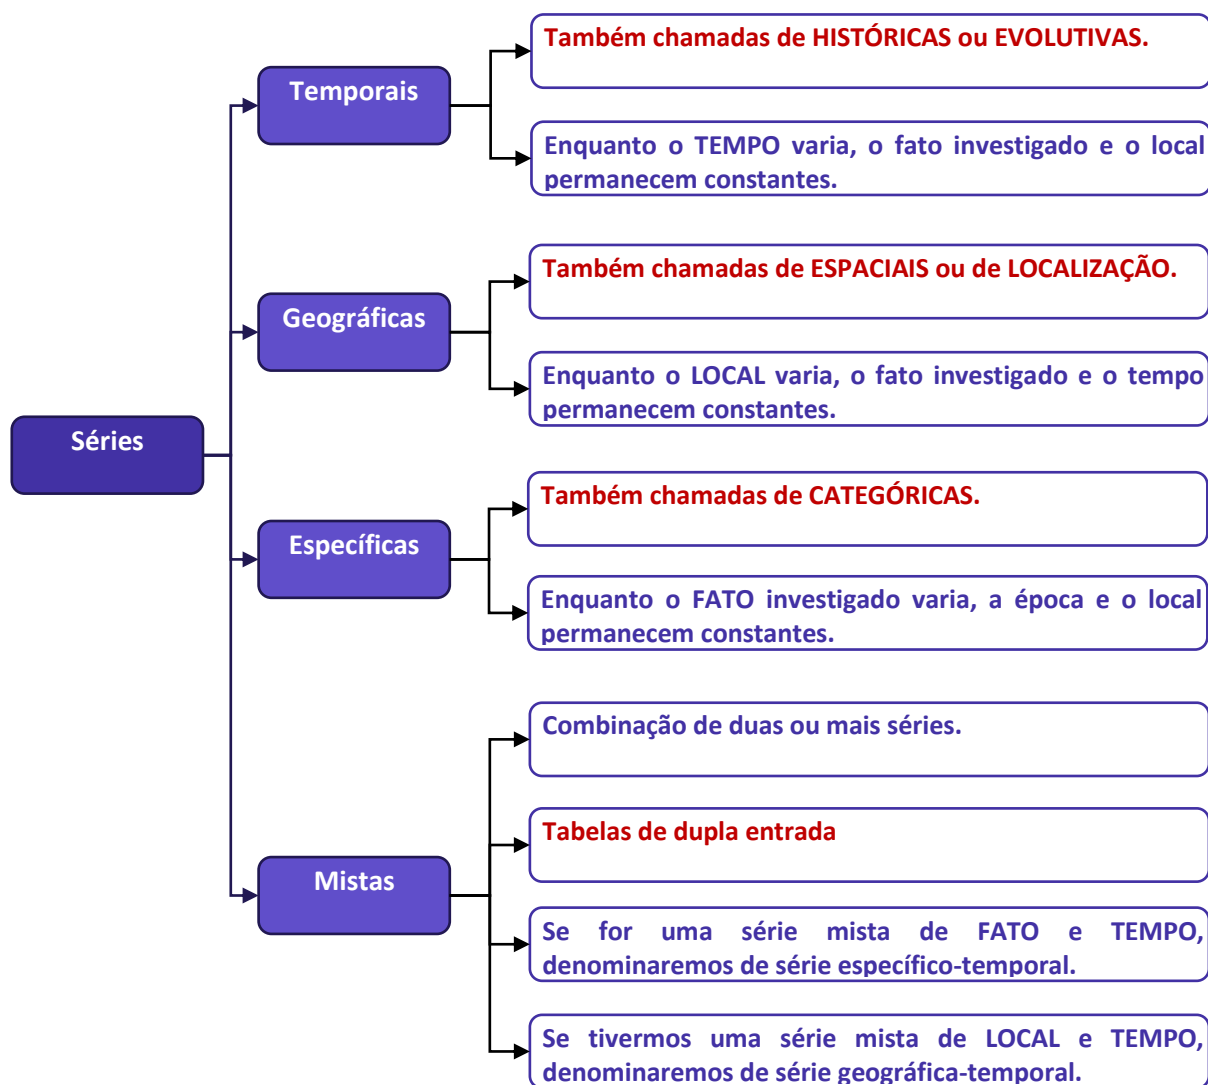 Séries
Temporais
Também chamadas de HISTÓRICAS ou EVOLUTIVAS.
Enquanto o TEMPO varia, o fato investigado e o local
permanecem constantes.
Geográficas
Também chamadas de ESPACIAIS ou de LOCALIZAÇÃO.
Enquanto o LOCAL varia, o fato investigado e o tempo
permanecem constantes.
Específicas
Também chamadas de CATEGÓRICAS.
Enquanto o FATO investigado varia, a época e o local
permanecem constantes.
Mistas
Combinação de duas ou mais séries.
Tabelas de dupla entrada
Se for uma série mista de FATO e TEMPO,
denominaremos de série específico-temporal.
Se tivermos uma série mista de LOCAL e TEMPO,
denominaremos de série geográfica-temporal.